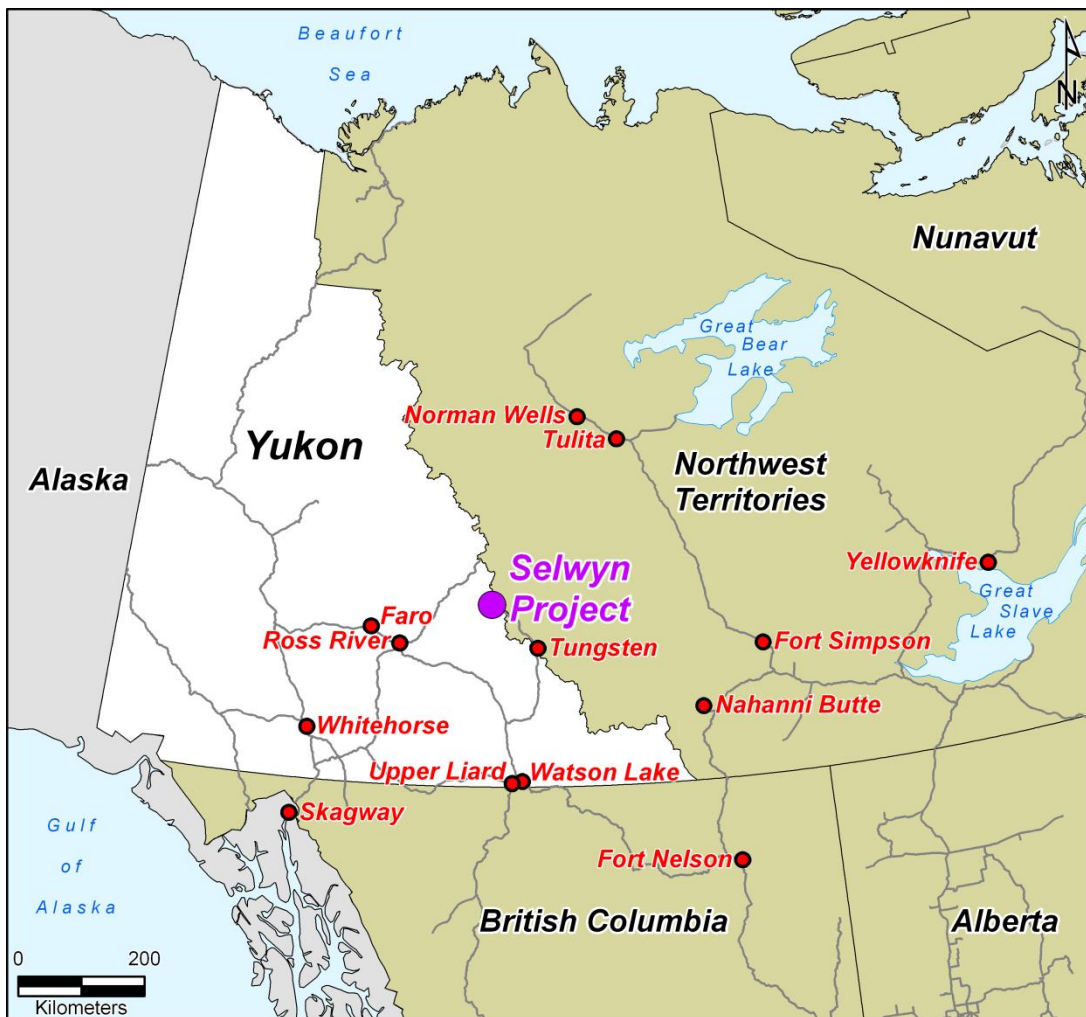 Beaufort
Sea
N
Nunavut
Great
Bear
Lake
Norman Wells
Tulita
Yukon
Alaska
Northwest
Territories
Yellowknife
Great
Slave
Lake
Selwyn
Project
Faro
Ross River
Tungsten
Fort Simpson
Nahanni Butte
Whitehorse
Upper Liard
Watson Lake
Skagway
Gulf
of
Alaska
Fort Nelson
British Columbia
Alberta
0 200
Kilometers